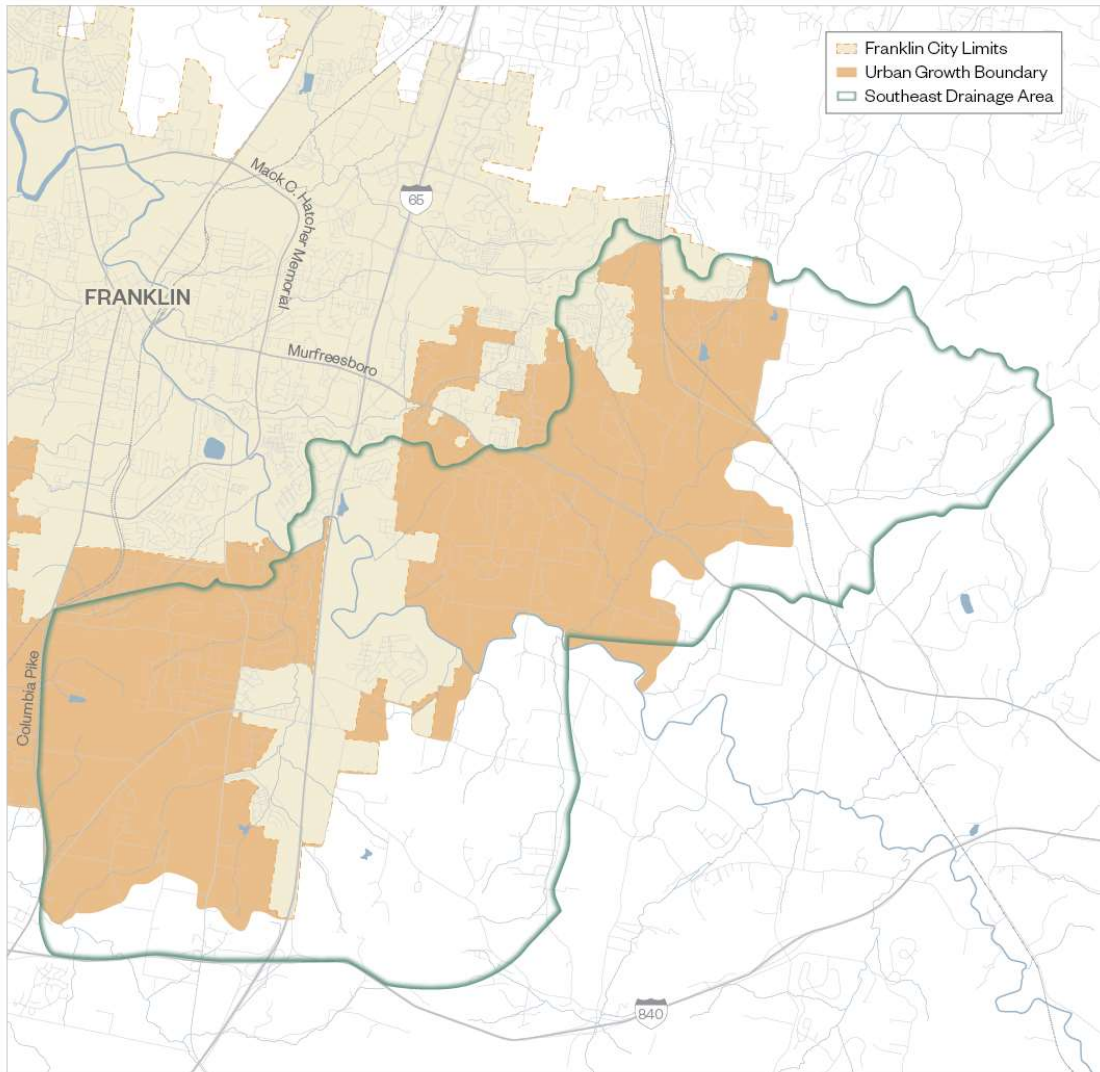 Franklin City Limits
Urban Growth Boundary
Southeast Drainage Area
Mack C. Hatcher Memorial
65
FRANKLIN
Murfreesboro
Columbia Pike
840